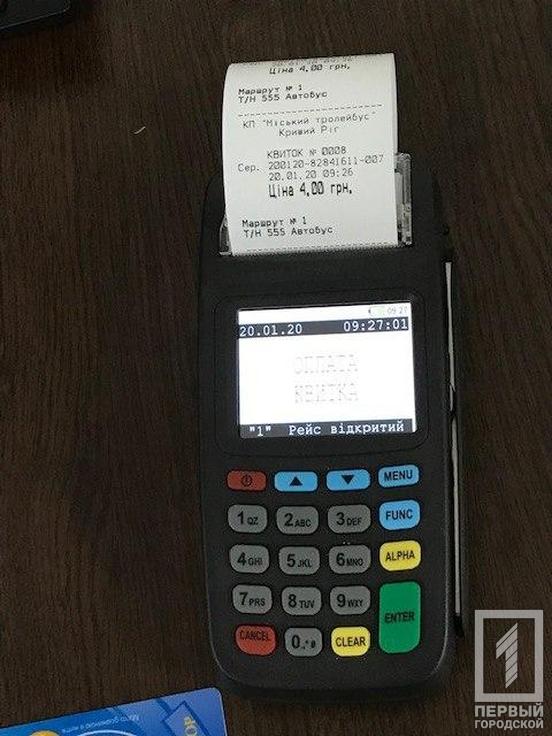 Ціна 4,00 грн.
Маршрут № 1
Т/Н 555 Автобус
КП "Міський тролейбус"
Кривий Ріг
КВИТОК № 0008
Сер. 200120-82841611-007
20.01.20 09:26
Ціна 4,00 грн.
Маршрут № 1
Т/Н 555 Автобус
09:27
20.01.20 09:27:01
ОПЛАТА
КВИТКА
"1" Рейс відкритий
MENU
1 QZ 2 ABC 3 DEF FUNC
4 GHI 5 JKL 6 MNO ALPHA
7 PRS 8 TUV 9 WXY ENTER
CANCEL 0.,*# CLEAR
1
ПЕРВЫЙ
ГОРОДСКОЙ